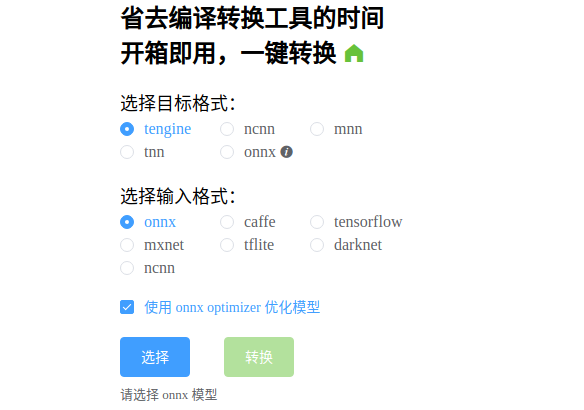 省去编译转换工具的时间
开箱即用，一键转换
选择目标格式：
tengine ncnn mnn
tnn onnx
选择输入格式：
onnx caffe tensorflow
mxnet tflite darknet
ncnn
使用 onnx optimizer 优化模型
选择 转换
请选择 onnx 模型